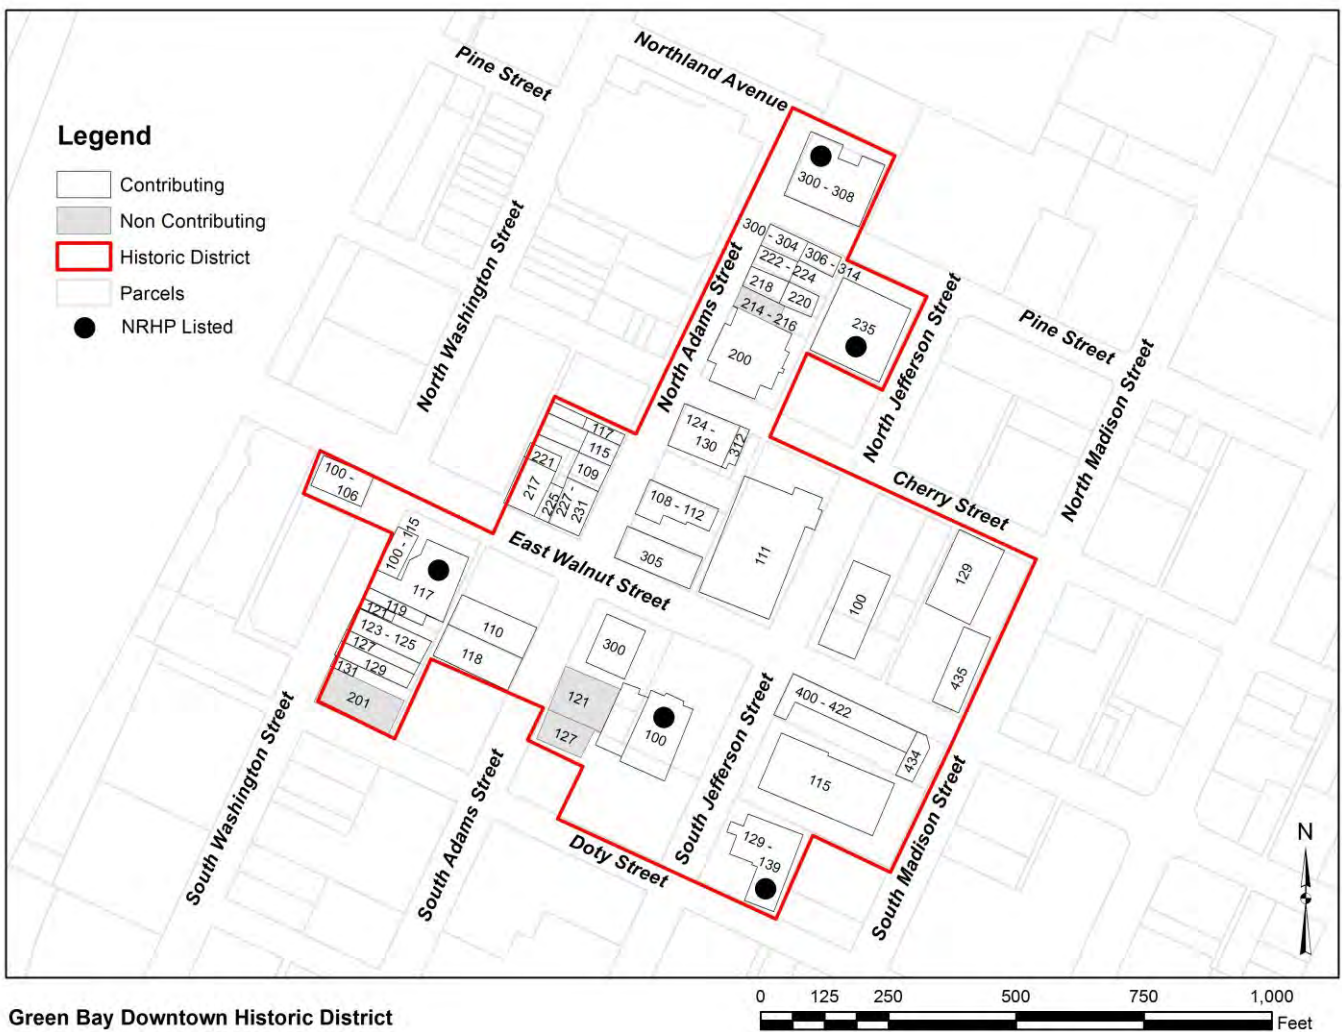 Northland Avenue
Pine Street
Legend
Contributing
Non Contributing
Historic District
Parcels
NRHP Listed
North Washington Street
North Adams Street
300 - 308
300 - 304
306 - 314
222 - 224
218
220
214 - 216
200
235
North Jefferson Street
Pine Street
North Madison Street
117
115
109
221
217
225
227 -
231
124 -
130
312
108 - 112
305
111
Cherry Street
100 -
106
100 - 115
117
East Walnut Street
129
100
435
119
121
123 - 125
127
129
131
201
110
118
300
121
127
100
400 - 422
434
115
129 -
139
South Washington Street
South Adams Street
Doty Street
South Jefferson Street
South Madison Street
N
Green Bay Downtown Historic District
0 125 250 500 750 1,000
Feet